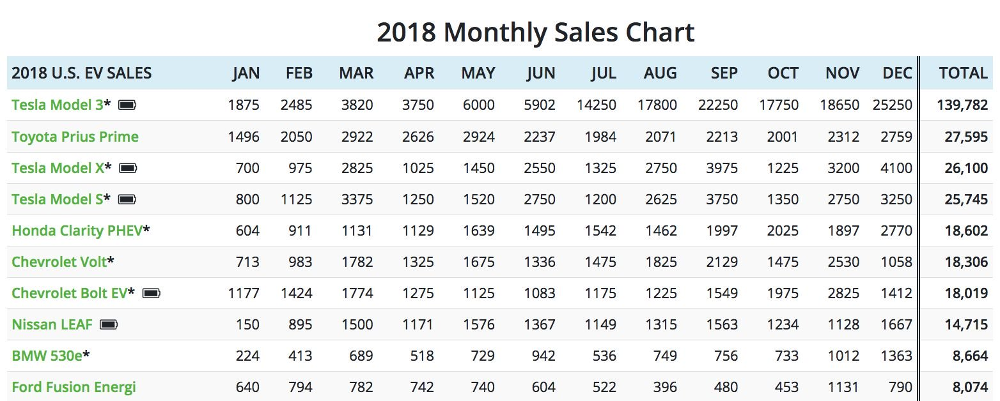 2018 Monthly Sales Chart
2018 U.S. EV SALES JAN FEB MAR APR MAY JUN JUL AUG SEP OCT NOV DEC TOTAL
Tesla Model 3* 1875 2485 3820 3750 6000 5902 14250 17800 22250 17750 18650 25250 139,782
Toyota Prius Prime 1496 2050 2922 2626 2924 2237 1984 2071 2213 2001 2312 2759 27,595
Tesla Model X* 700 975 2825 1025 1450 2550 1325 2750 3975 1225 3200 4100 26,100
Tesla Model S* 800 1125 3375 1250 1520 2750 1200 2625 3750 1350 2750 3250 25,745
Honda Clarity PHEV* 604 911 1131 1129 1639 1495 1542 1462 1997 2025 1897 2770 18,602
Chevrolet Volt* 713 983 1782 1325 1675 1336 1475 1825 2129 1475 2530 1058 18,306
Chevrolet Bolt EV* 1177 1424 1774 1275 1125 1083 1175 1225 1549 1975 2825 1412 18,019
Nissan LEAF 150 895 1500 1171 1576 1367 1149 1315 1563 1234 1128 1667 14,715
BMW 530e* 224 413 689 518 729 942 536 749 756 733 1012 1363 8,664
Ford Fusion Energi 640 794 782 742 740 604 522 396 480 453 1131 790 8,074